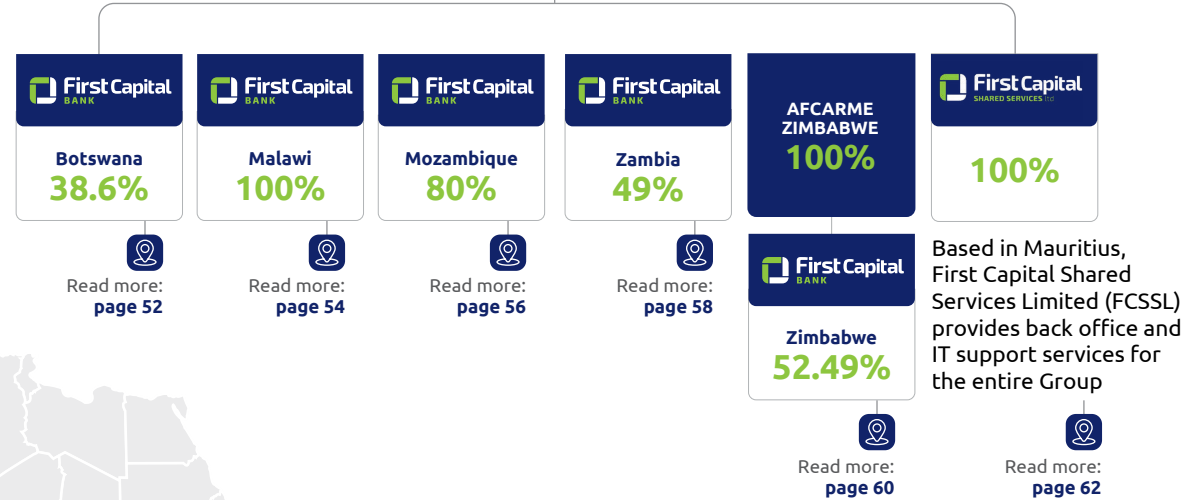 First Capital
BANK
Botswana
38.6%
Read more:
page 52
First Capital
BANK
Malawi
100%
Read more:
page 54
First Capital
BANK
Mozambique
80%
Read more:
page 56
First Capital
BANK
Zambia
49%
Read more:
page 58
AFCARME
ZIMBABWE
100%
First Capital
BANK
Zimbabwe
52.49%
Read more:
page 60
First Capital
SHARED SERVICES ltd
100%
Based in Mauritius,
First Capital Shared
Services Limited (FCSSL)
provides back office and
IT support services for
the entire Group
Read more:
page 62